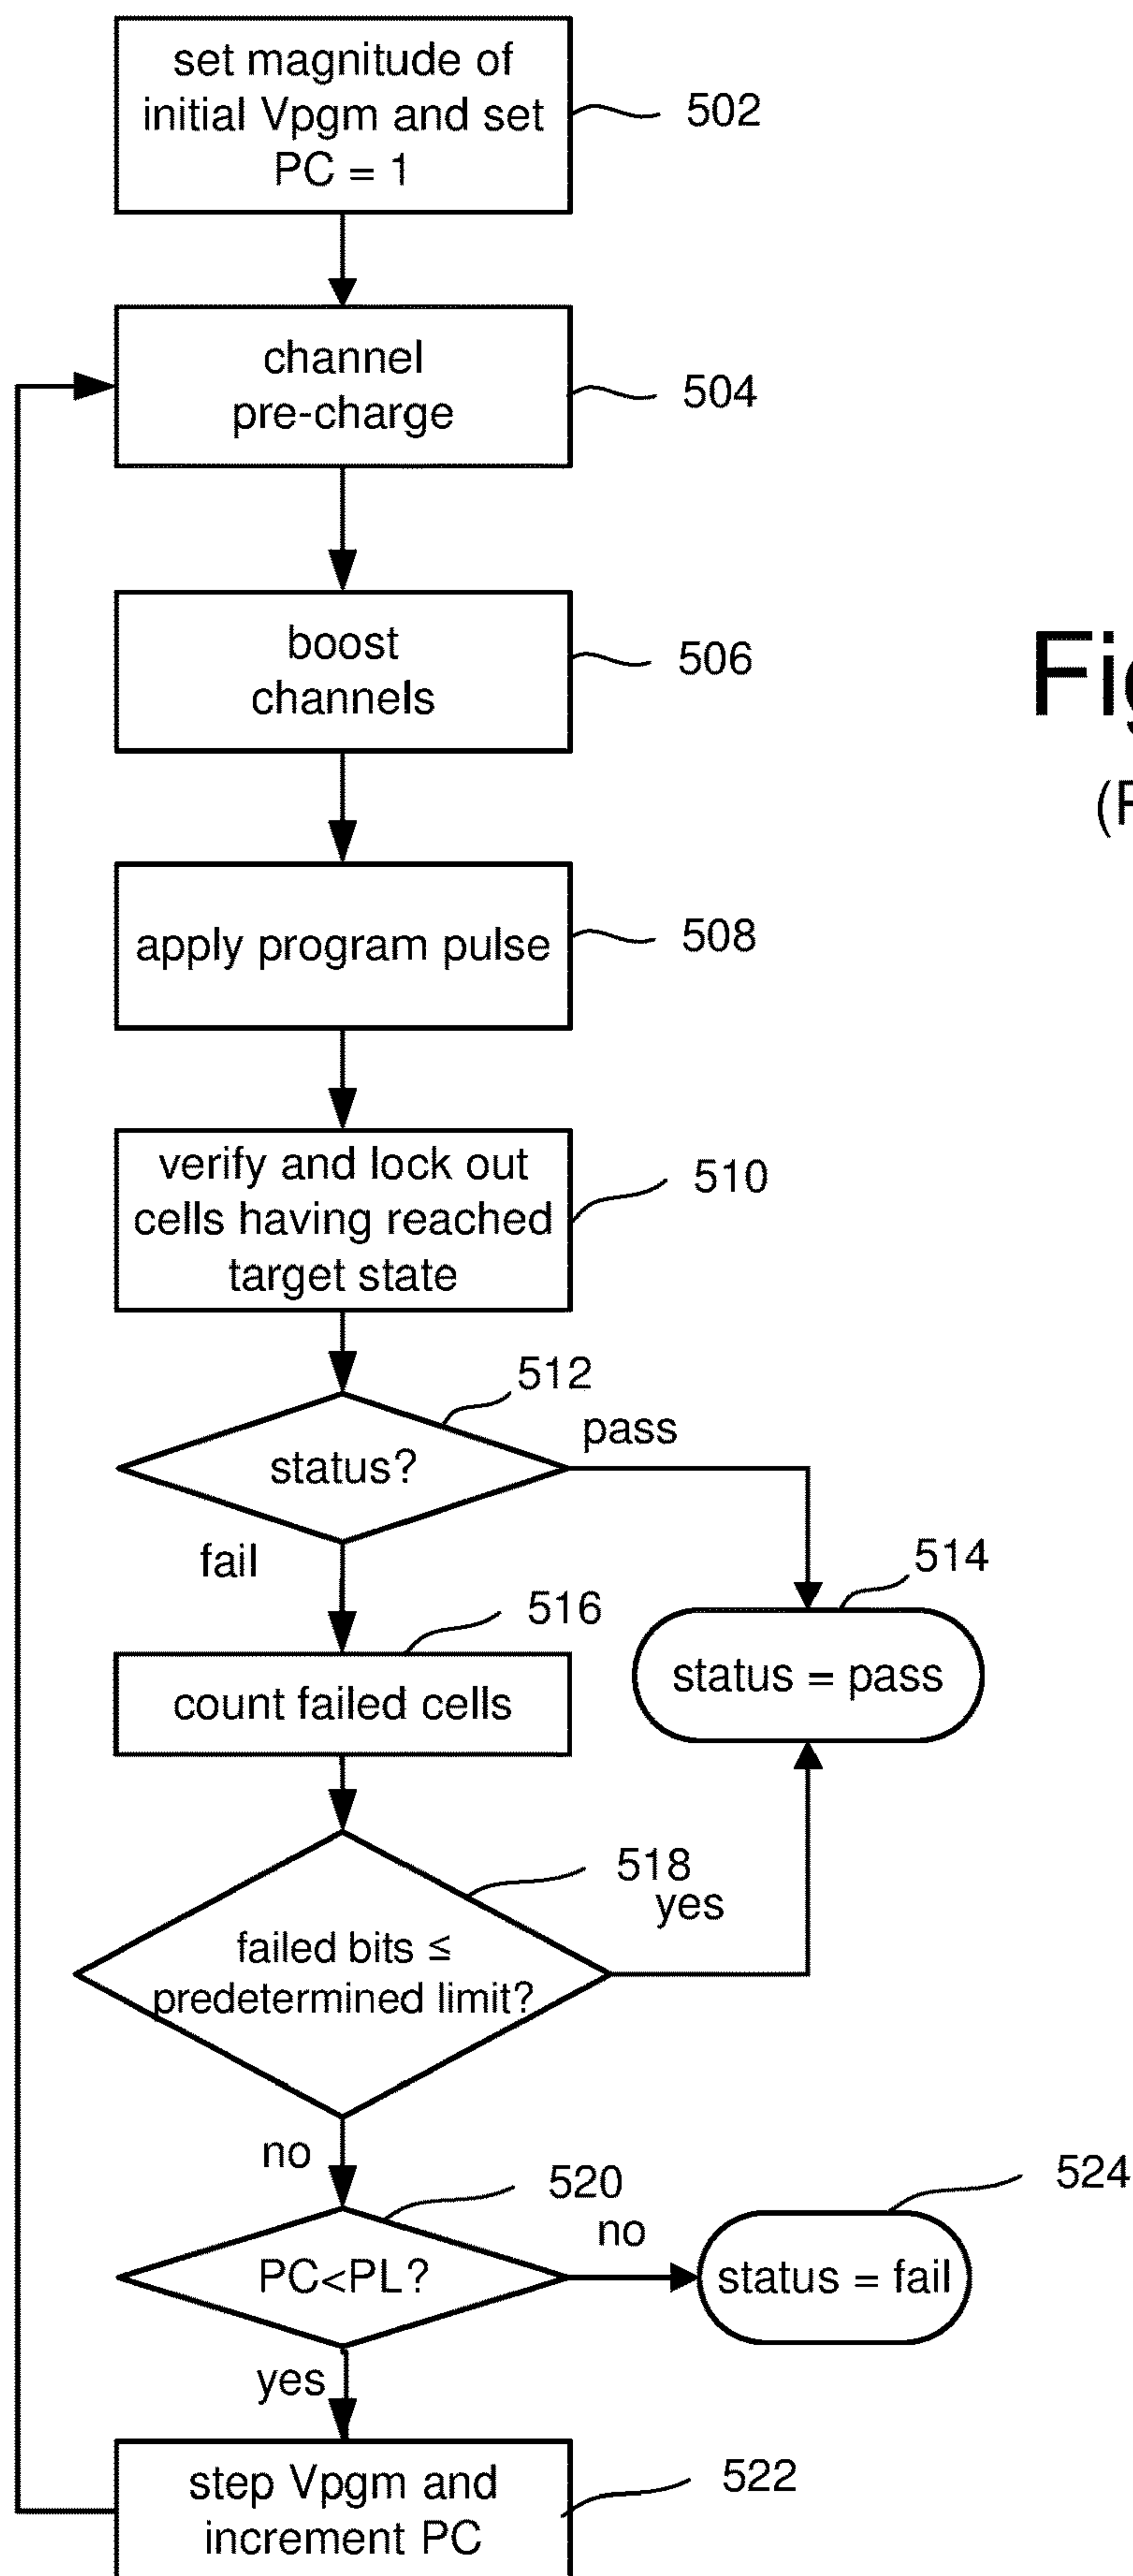 set magnitude of
initial Vpgm and set
PC = 1
502
channel
pre-charge
504
boost
channels
506
apply program pulse
508
verify and lock out
cells having reached
target state
510
512
status?
pass
fail
514
status = pass
516
count failed cells
518
yes
failed bits ≤
predetermined limit?
no
520
no
524
PC<PL?
status = fail
yes
step Vpgm and
increment PC
522